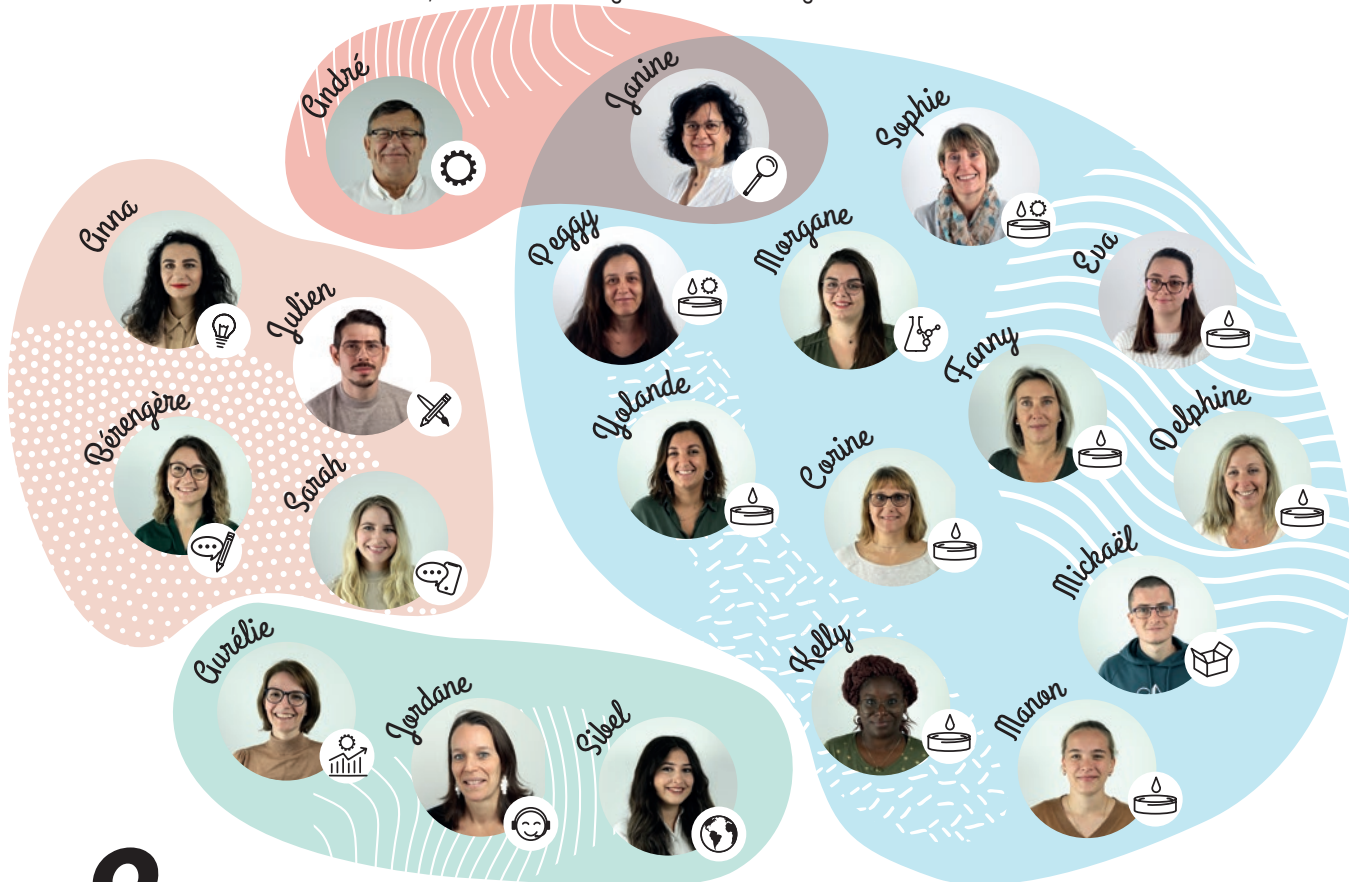 André
Janine
Sophie
Anna
Peggy
Morgane
Eva
Julien
Fanny
Yolande
Delphine
Bérengère
Corine
Sarah
Mickaël
Aurélie
Kelly
Jordane
Manon
Sibel